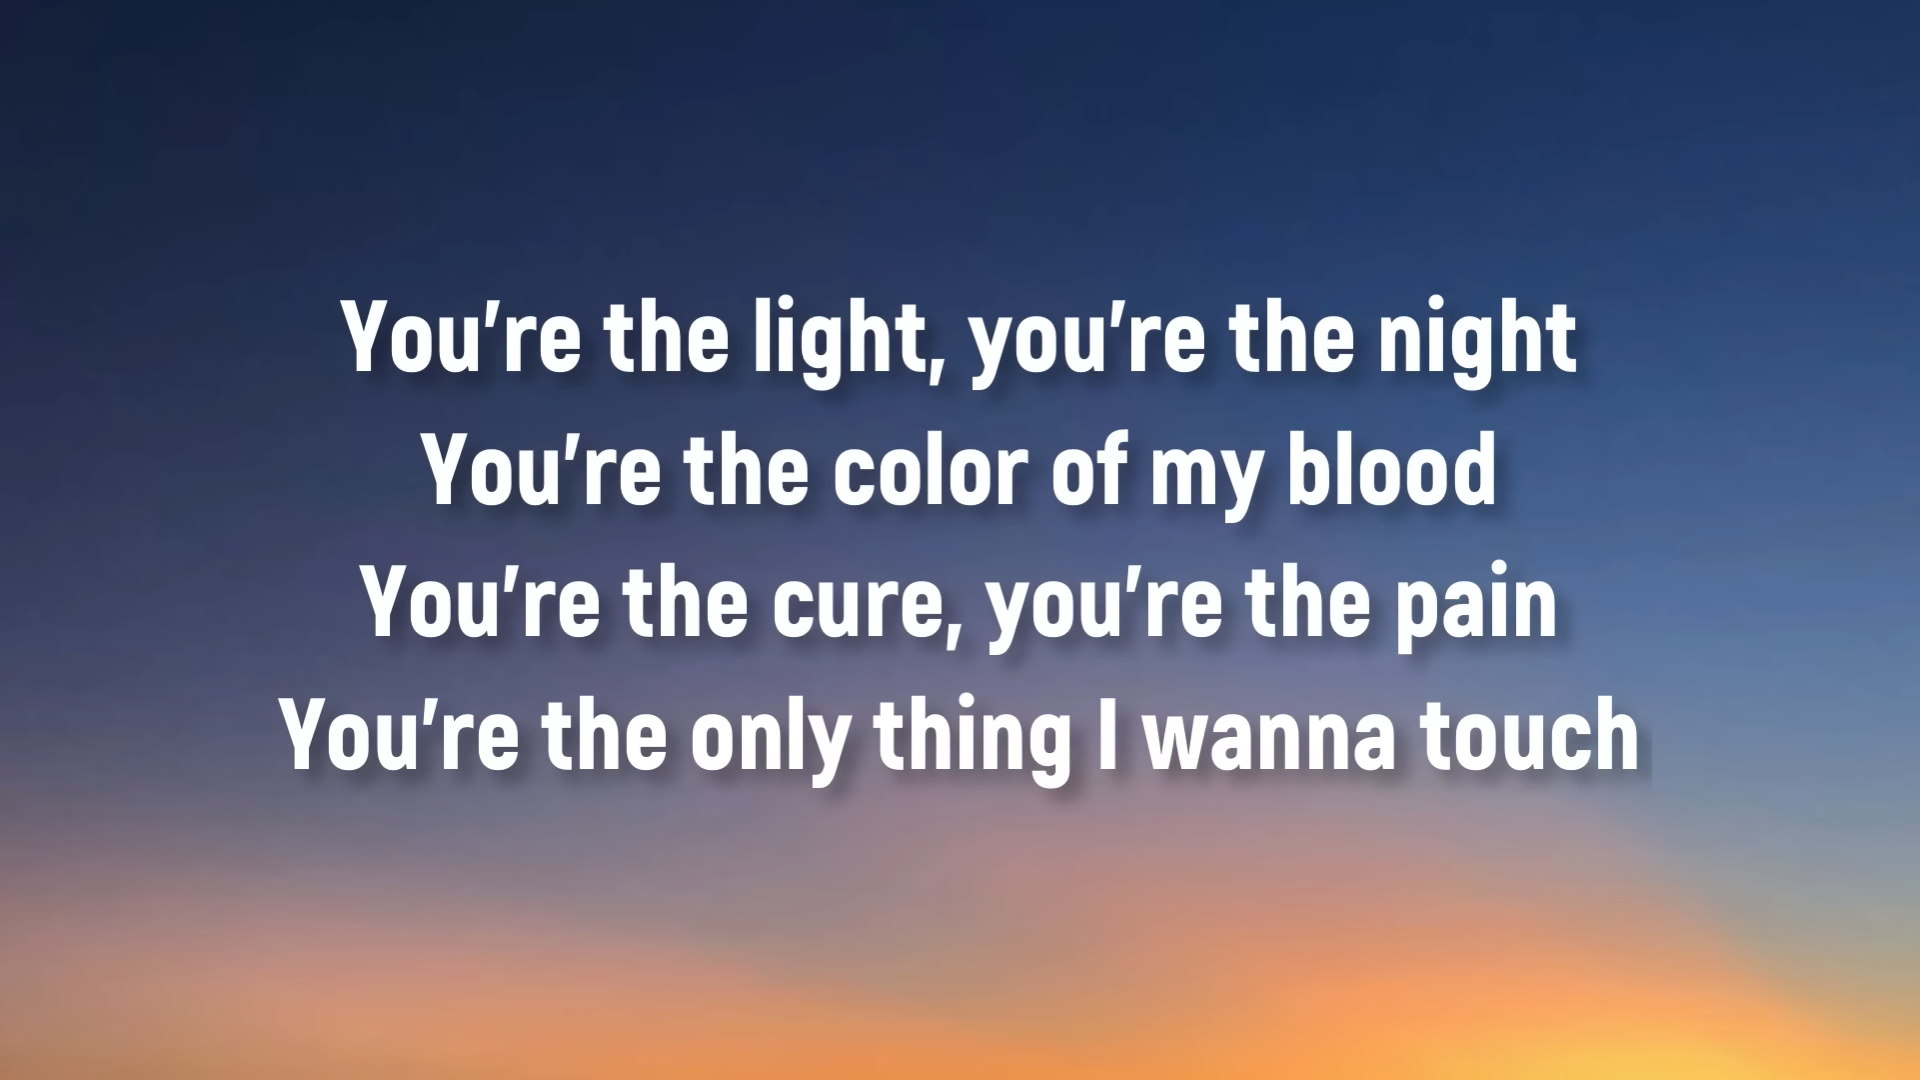 You're the light, you're the night
You're the color of my blood
You're the cure, you're the pain
You're the only thing I wanna touch